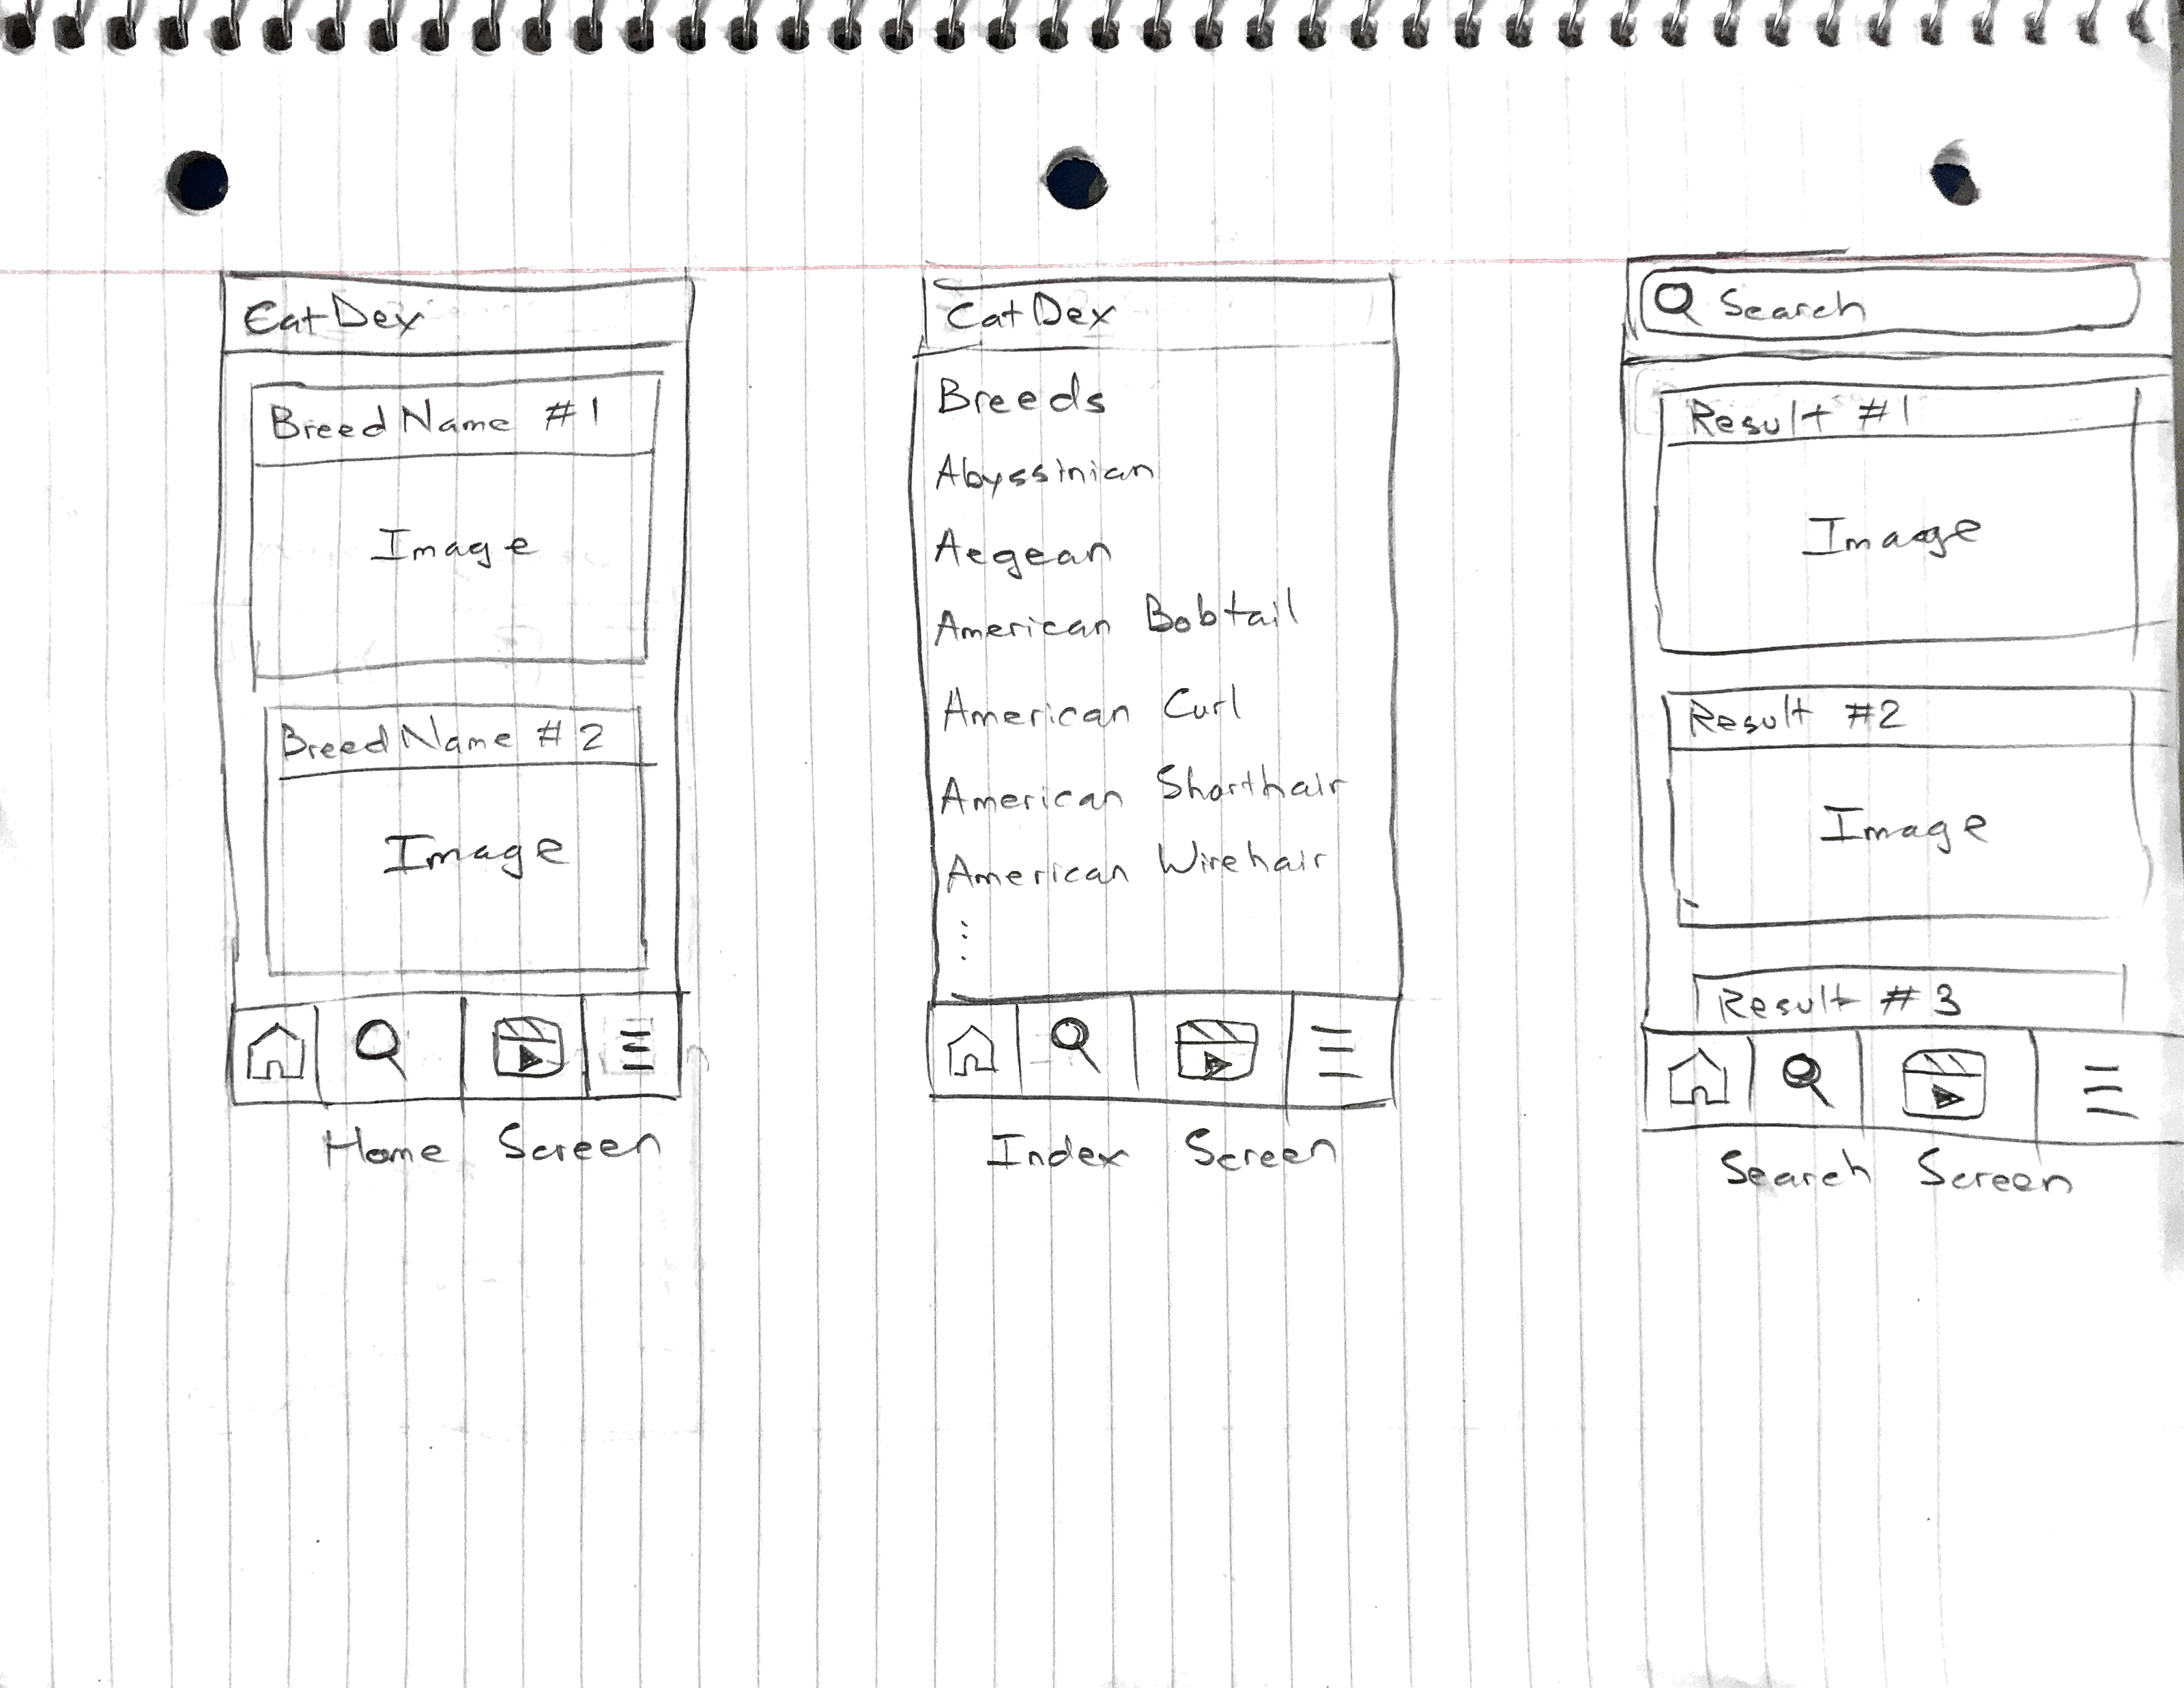 CatDex
Breed Name #1
Image
Breed Name #2
Image
Home Screen
CatDex
Breeds
Abyssinian
Aegean
American Bobtail
American Curl
American Shorthair
American Wirehair
⋮
Index Screen
Search
Result #1
Image
Result #2
Image
Result #3
Search Screen